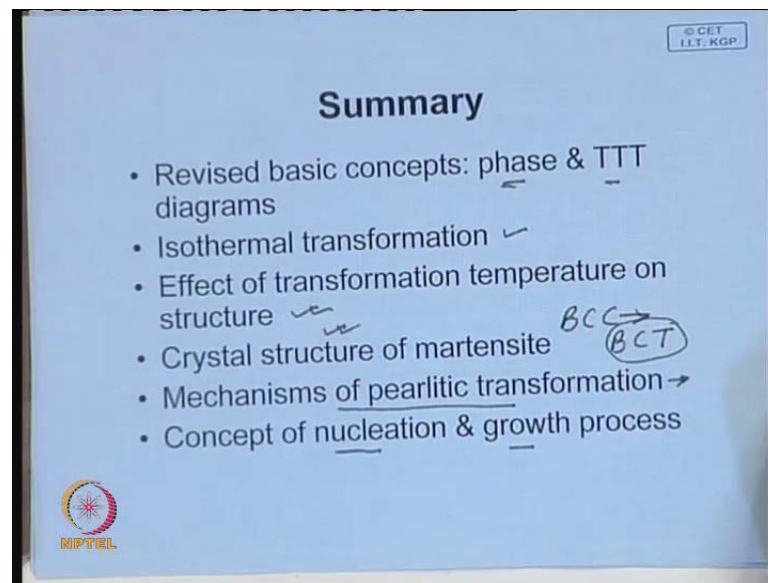 © CET
I.I.T. KGP
Summary
• Revised basic concepts: phase & TTT
diagrams
• Isothermal transformation
• Effect of transformation temperature on
structure
BCC →
• Crystal structure of martensite BCT
• Mechanisms of pearlitic transformation →
• Concept of nucleation & growth process
NPTEL